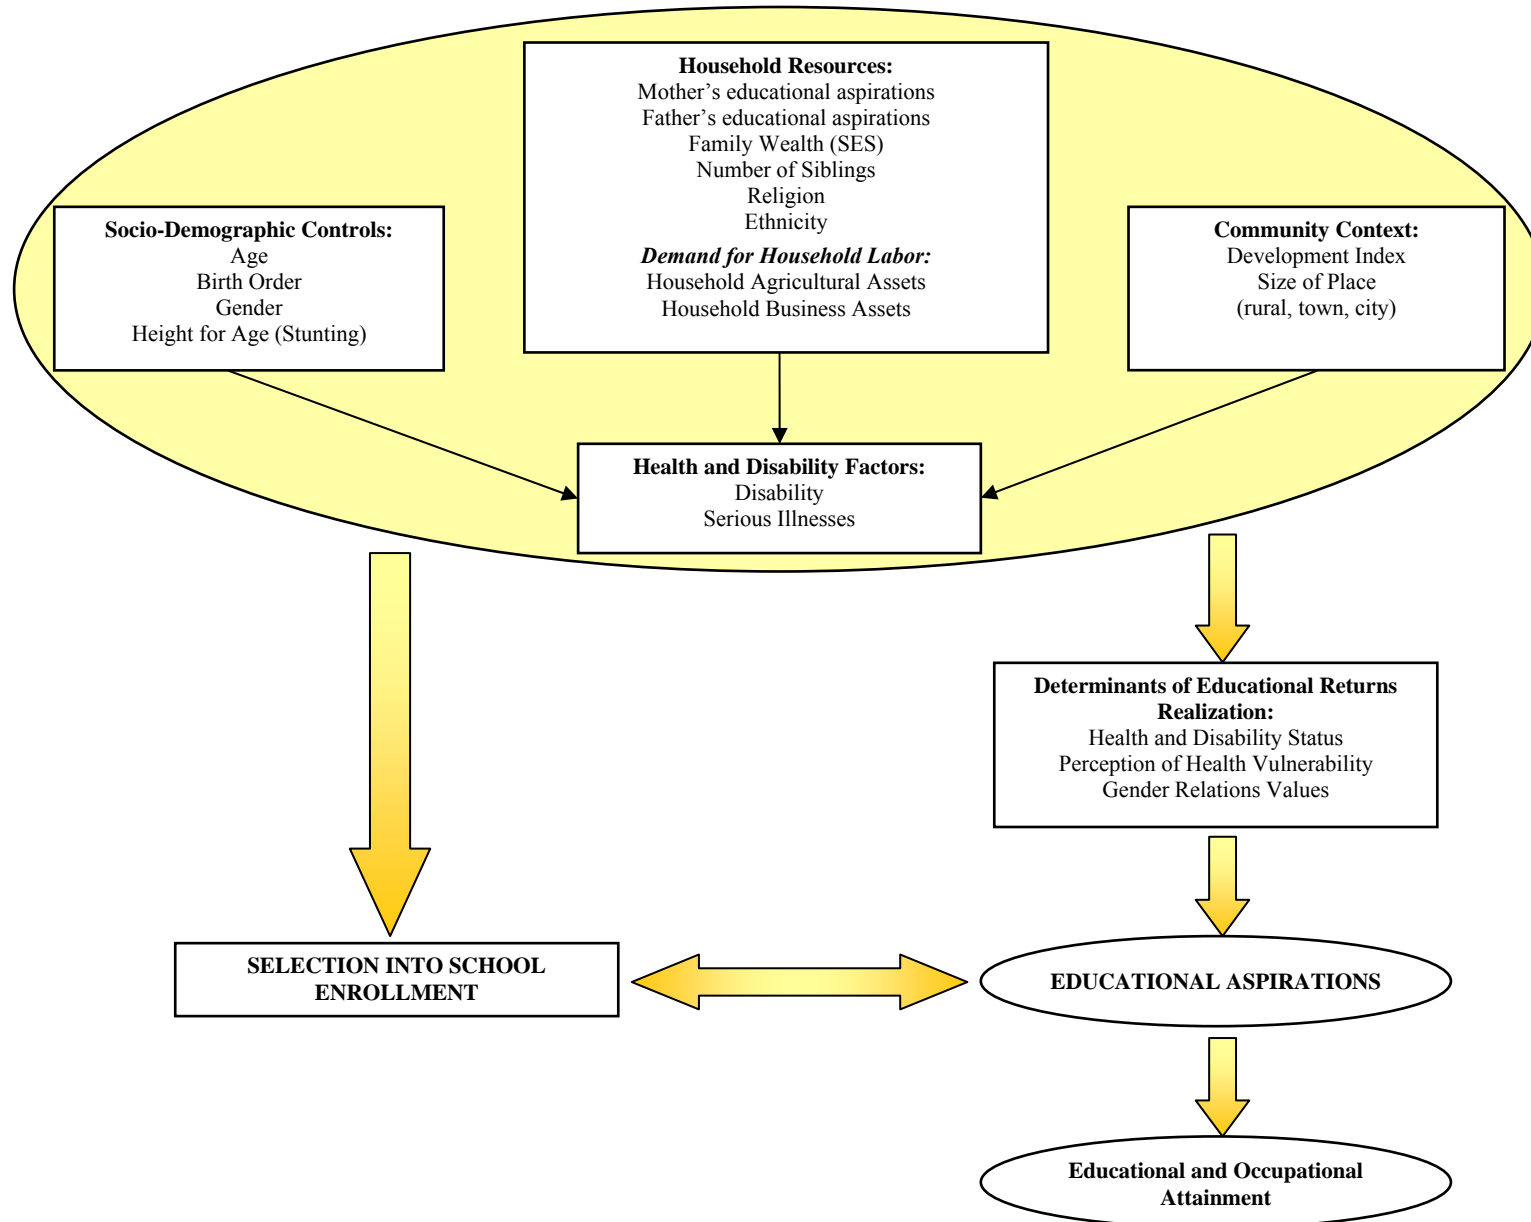 Household Resources:
Mother’s educational aspirations
Father’s educational aspirations
Family Wealth (SES)
Number of Siblings
Religion
Ethnicity
Demand for Household Labor:
Household Agricultural Assets
Household Business Assets
Socio-Demographic Controls:
Age
Birth Order
Gender
Height for Age (Stunting)
Community Context:
Development Index
Size of Place
(rural, town, city)
Health and Disability Factors:
Disability
Serious Illnesses
Determinants of Educational Returns
Realization:
Health and Disability Status
Perception of Health Vulnerability
Gender Relations Values
SELECTION INTO SCHOOL
ENROLLMENT
EDUCATIONAL ASPIRATIONS
Educational and Occupational
Attainment